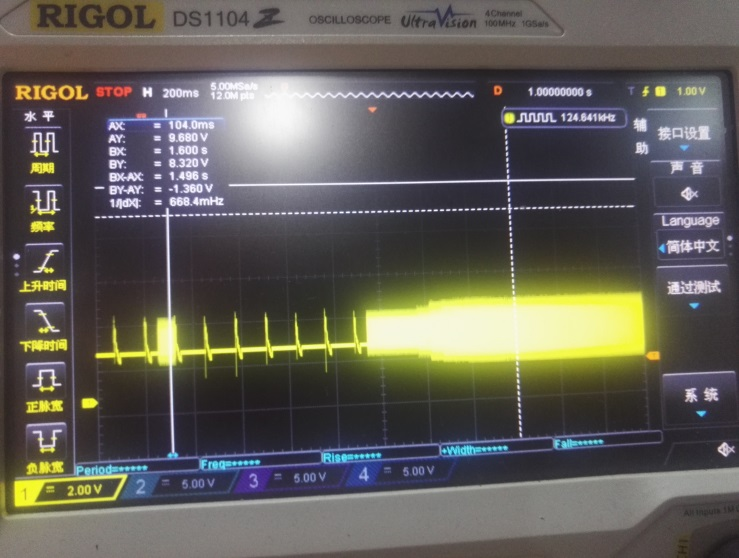 RIGOL DS1104 Z OSCILLOSCOPE UltraVision 4 Channel
100MHz 1GSa/s
RIGOL STOP H 200ms 5.00MSa/s
12.0M pts D 1.00000000 s T 1 1.00 V
水 平
周期
频率
上升时间
下降时间
正脉宽
负脉宽
AX: = 104.0ms
AY: = 9.680 V
BX: = 1.600 s
BY: = 8.320 V
BX-AX: = 1.496 s
BY-AY: = -1.360 V
1/|dX|: = 668.4mHz
1 124.641kHz
辅助
接口设置
声 音
Language
简体中文
通过测试
系 统
Period=***** Freq=***** Rise=***** +Width=***** Fall=*****
1 = 2.00 V 2 = 5.00 V 3 = 5.00 V 4 = 5.00 V